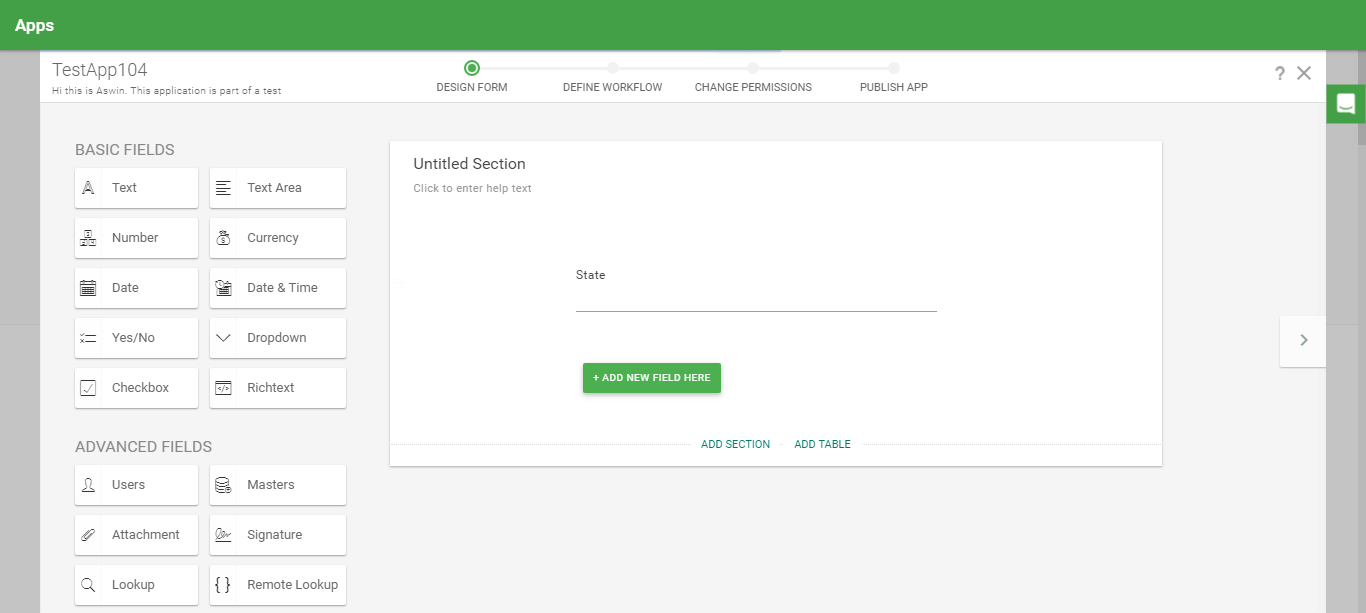 Apps
TestApp104
Hi this is Aswin. This application is part of a test
DESIGN FORM
DEFINE WORKFLOW
CHANGE PERMISSIONS
PUBLISH APP
?
BASIC FIELDS
Text
Text Area
Number
Currency
Date
Date & Time
Yes/No
Dropdown
Checkbox
Richtext
ADVANCED FIELDS
Users
Masters
Attachment
Signature
Lookup
Remote Lookup
Untitled Section
Click to enter help text
State
+ ADD NEW FIELD HERE
ADD SECTION
ADD TABLE